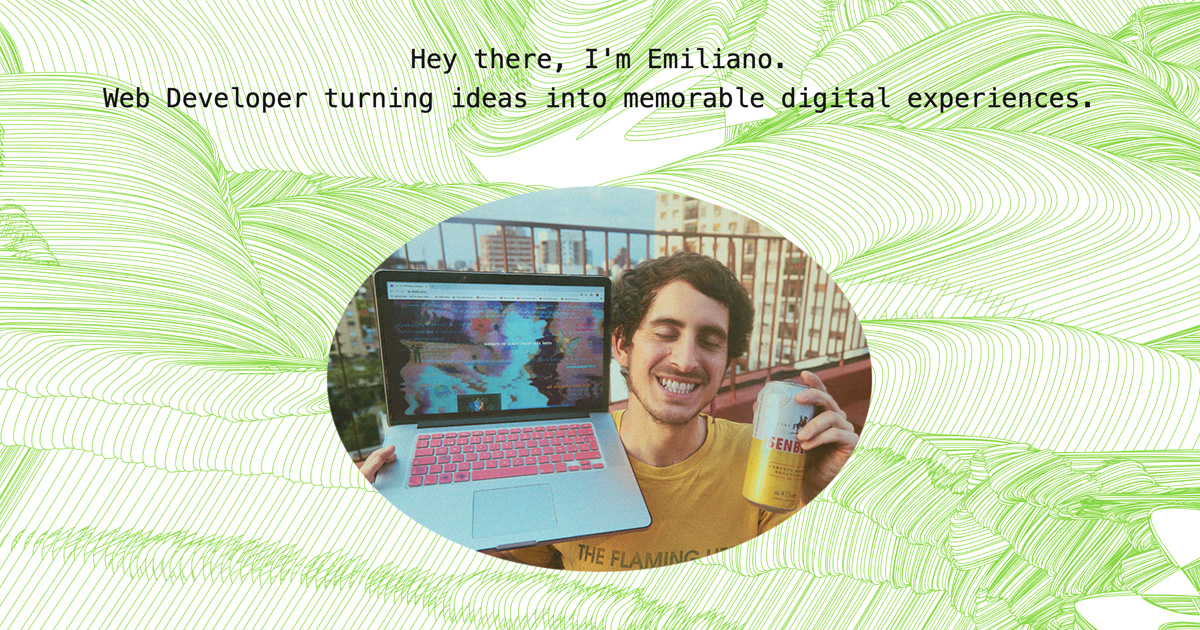 Hey there, I'm Emiliano.
Web Developer turning ideas into memorable digital experiences.
THE FLAMING